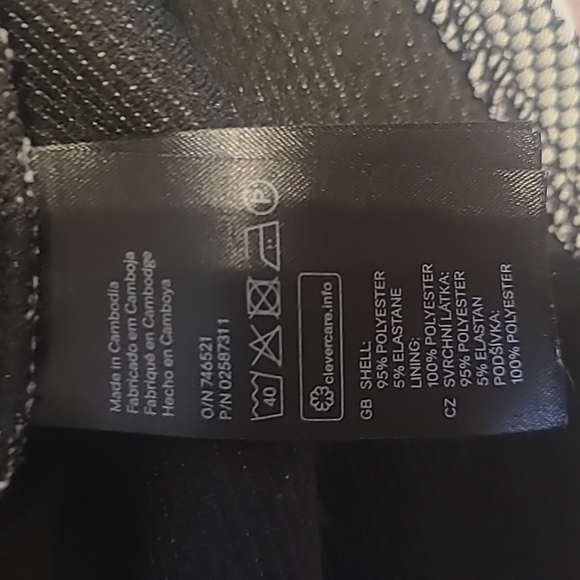 Made in Cambodia
Fabricado em Camboja
Fabriqué en Cambodge
Hecho en Camboya
O/N 746521
P/N 02587311
40
P
clevercare.info
GB SHELL:
95% POLYESTER
5% ELASTANE
LINING:
100% POLYESTER
CZ SVRCHNÍ LÁTKA:
95% POLYESTER
5% ELASTAN
PODŠÍVKA:
100% POLYESTER